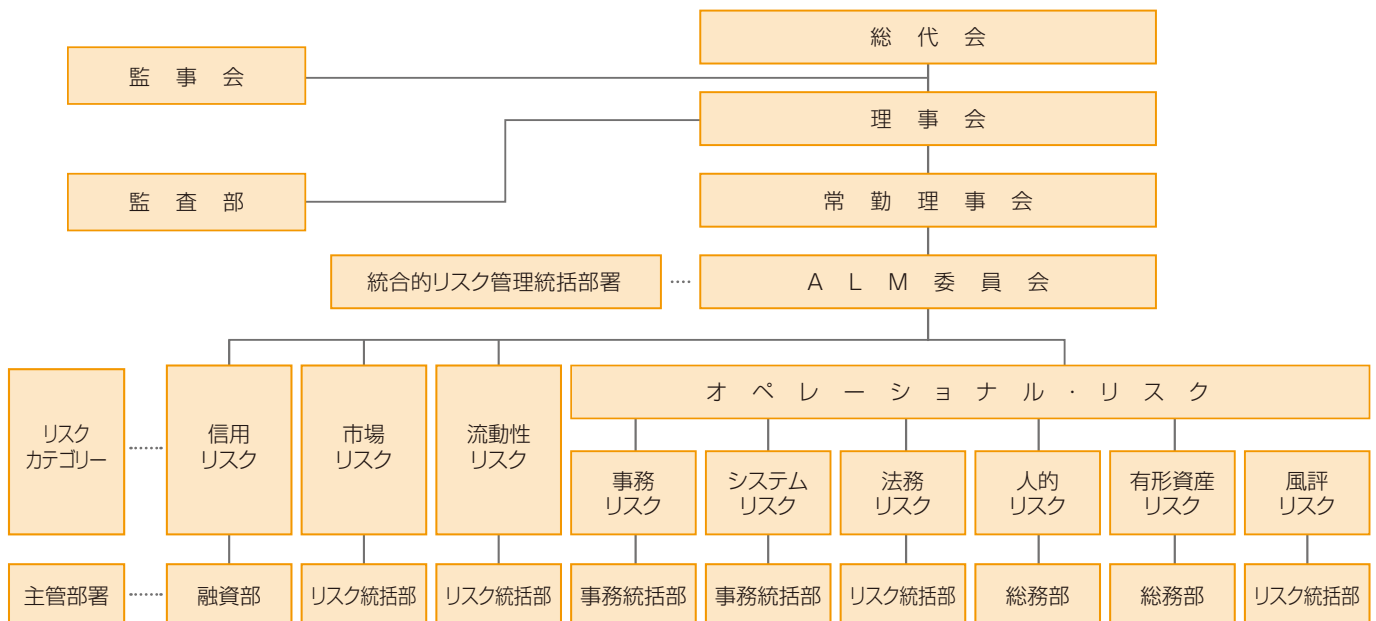 総代会
監事会
理事会
監査部
常勤理事会
統合的リスク管理統括部署
ALM委員会
リスク
カテゴリー
信用
リスク
市場
リスク
流動性
リスク
オペレーショナル・リスク
事務
リスク
システム
リスク
法務
リスク
人的
リスク
有形資産
リスク
風評
リスク
主管部署
融資部
リスク統括部
リスク統括部
事務統括部
事務統括部
リスク統括部
総務部
総務部
リスク統括部